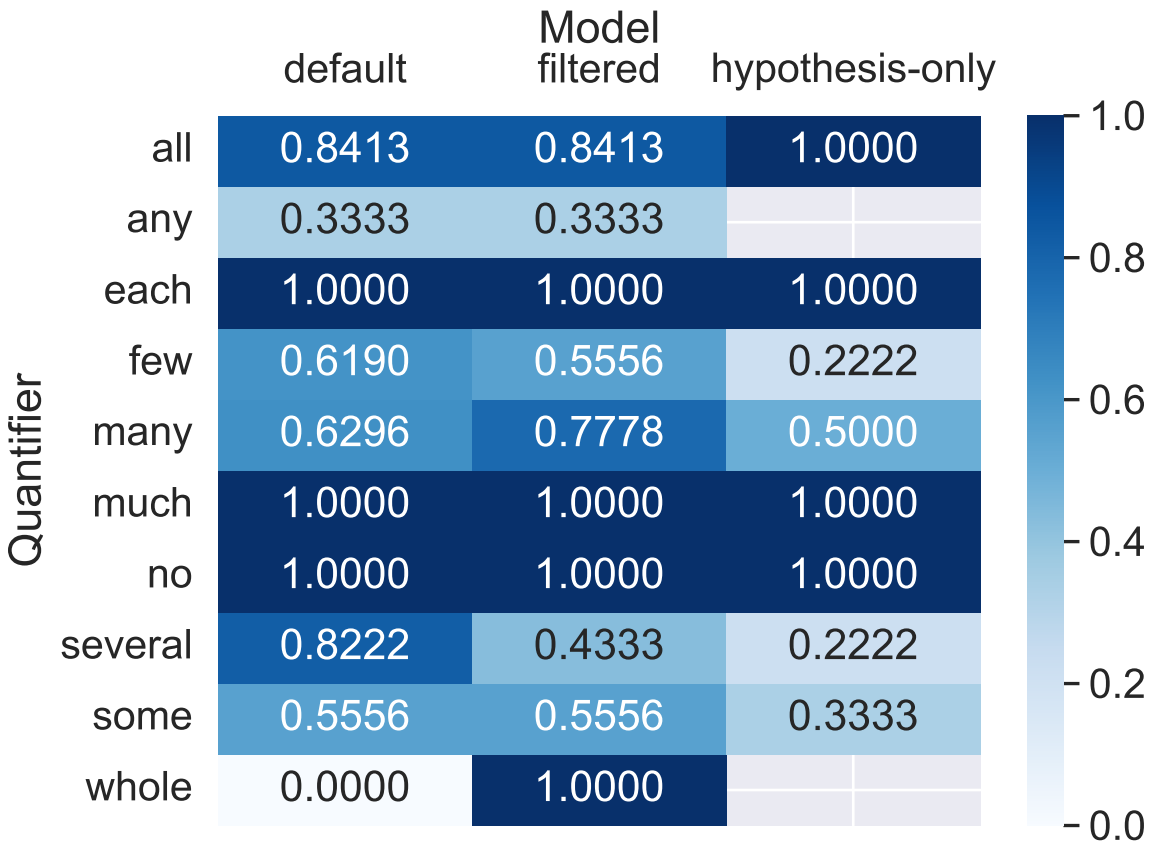 Model
default filtered hypothesis-only
all 0.8413 0.8413 1.0000
any 0.3333 0.3333
each 1.0000 1.0000 1.0000
few 0.6190 0.5556 0.2222
many 0.6296 0.7778 0.5000
much 1.0000 1.0000 1.0000
no 1.0000 1.0000 1.0000
several 0.8222 0.4333 0.2222
some 0.5556 0.5556 0.3333
whole 0.0000 1.0000
Quantifier
1.0
0.8
0.6
0.4
0.2
0.0